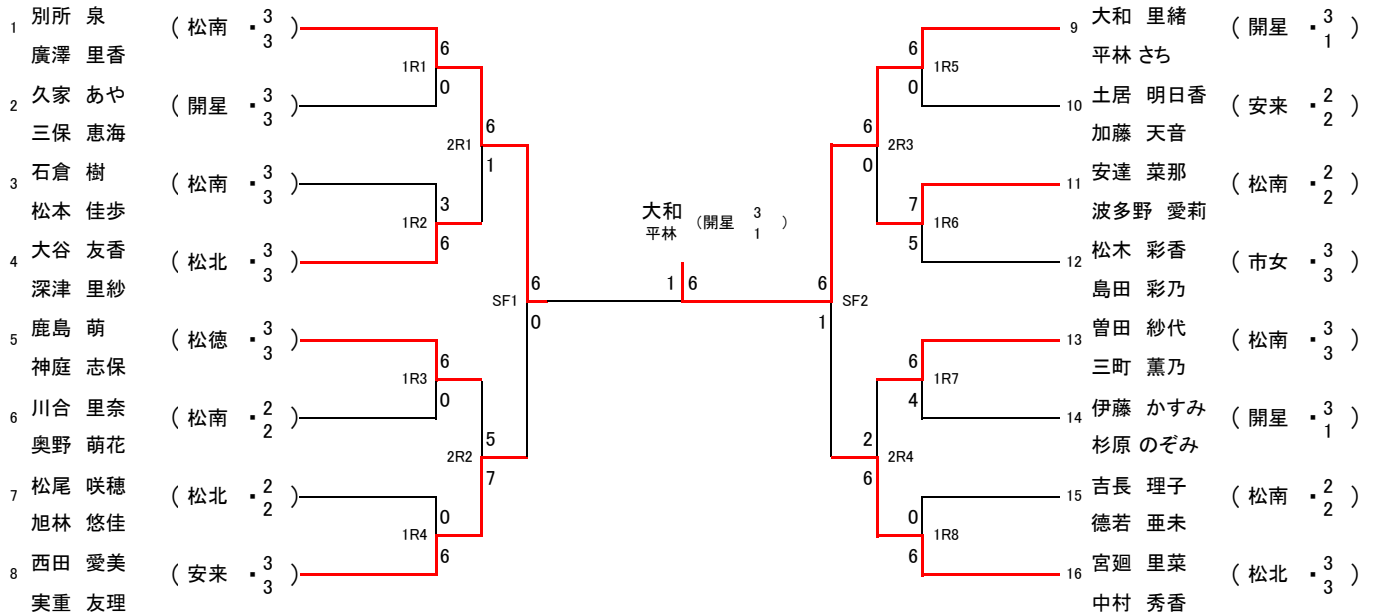 1 別所 泉 ( 松南 ・ 3 3 )
廣澤 里香
2 久家 あや ( 開星 ・ 3 3 )
三保 恵海
3 石倉 樹 ( 松南 ・ 3 3 )
松本 佳歩
4 大谷 友香 ( 松北 ・ 3 3 )
深津 里紗
5 鹿島 萌 ( 松徳 ・ 3 3 )
神庭 志保
6 川合 里奈 ( 松南 ・ 2 2 )
奥野 萌花
7 松尾 咲穂 ( 松北 ・ 2 2 )
旭林 悠佳
8 西田 愛美 ( 安来 ・ 3 3 )
実重 友理
1R1 6 0
1R2 3 6
1R3 6 0
1R4 0 6
2R1 6 1
2R2 5 7
SF1 6 0
大和 (開星 3 1 )
平林
1 6
6 SF2 1
6 2R3 0
2 2R4 6
6 1R5 0
7 1R6 5
6 1R7 4
0 1R8 6
9 大和 里緒 ( 開星 ・ 3 1 )
平林 さち
10 土居 明日香 ( 安来 ・ 2 2 )
加藤 天音
11 安達 菜那 ( 松南 ・ 2 2 )
波多野 愛莉
12 松木 彩香 ( 市女 ・ 3 3 )
島田 彩乃
13 曽田 紗代 ( 松南 ・ 3 3 )
三町 薫乃
14 伊藤 かすみ ( 開星 ・ 3 1 )
杉原 のぞみ
15 吉長 理子 ( 松南 ・ 2 2 )
德若 亜未
16 宮廻 里菜 ( 松北 ・ 3 3 )
中村 秀香